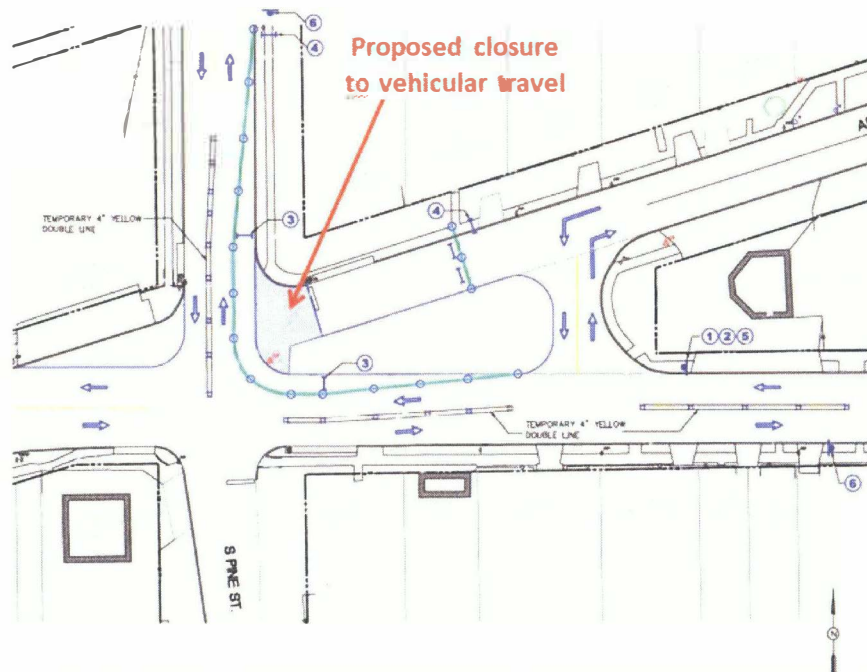 6
4
Proposed closure
to vehicular travel
4
TEMPORARY 4" YELLOW
DOUBLE LINE
3
3
1 2 5
TEMPORARY 4" YELLOW
DOUBLE LINE
6
S PINE ST.